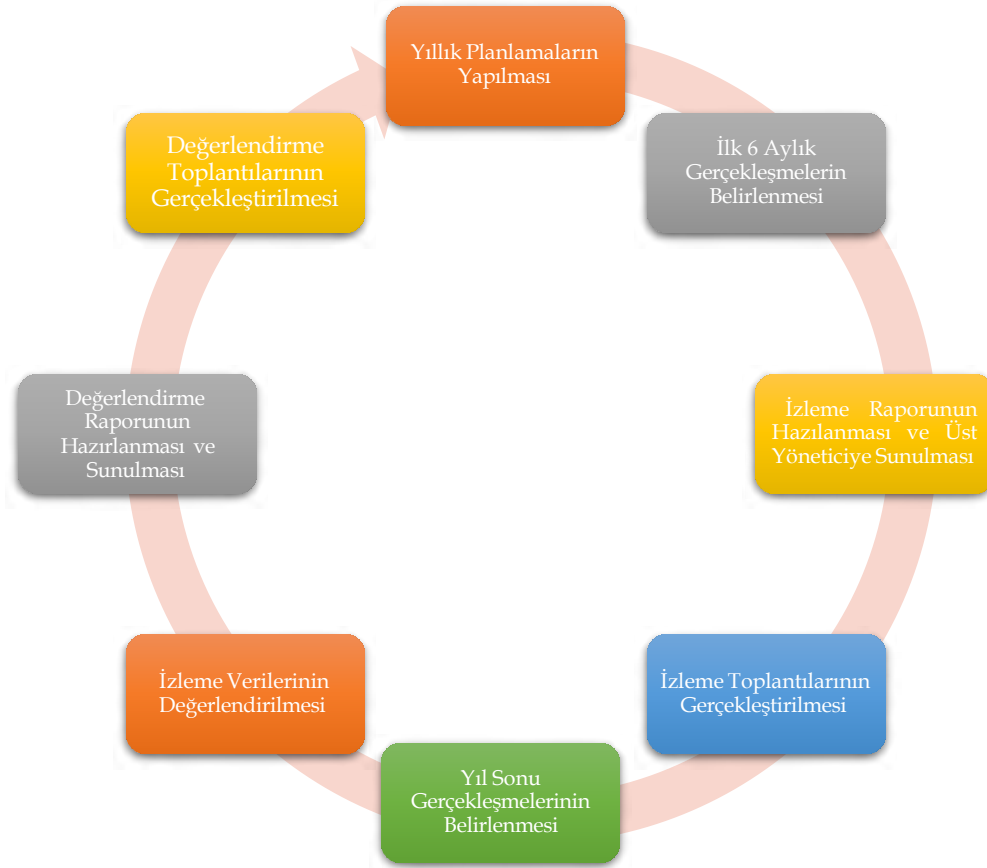 Yıllık Planlamaların
Yapılması
İlk 6 Aylık
Gerçekleşmelerin
Belirlenmesi
İzleme Raporunun
Hazılanması ve Üst
Yöneticiye Sunulması
İzleme Toplantılarının
Gerçekleştirilmesi
Yıl Sonu
Gerçekleşmelerinin
Belirlenmesi
İzleme Verilerinin
Değerlendirilmesi
Değerlendirme
Raporunun
Hazırlanması ve
Sunulması
Değerlendirme
Toplantılarının
Gerçekleştirilmesi